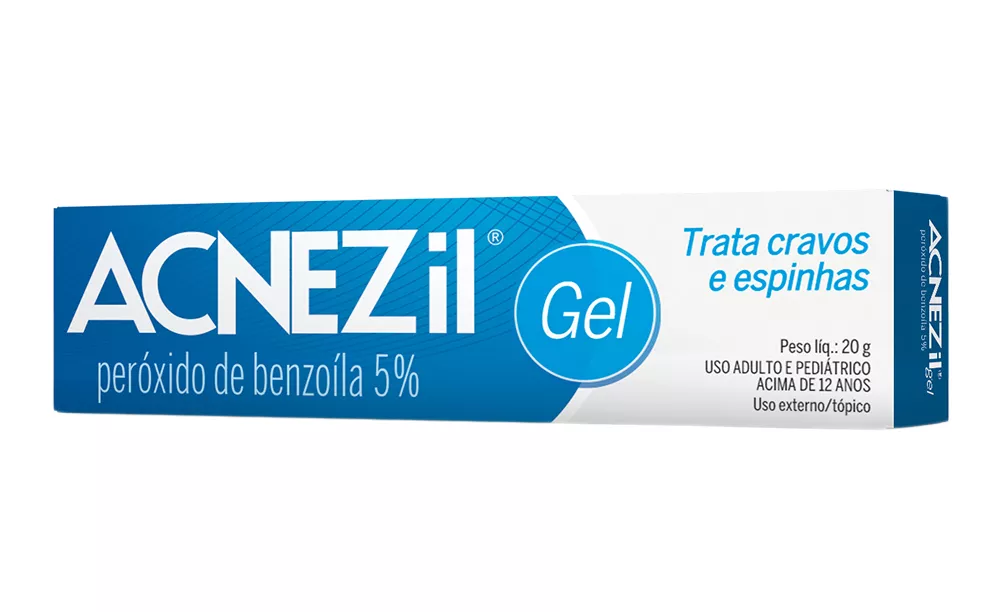 ACNEZil®
peróxido de benzoíla 5%
Gel
Trata cravos
e espinhas
Peso líq.: 20 g
USO ADULTO E PEDIÁTRICO
ACIMA DE 12 ANOS
Uso externo/tópico
ACNEZil® gel
peróxido de benzoíla 5%